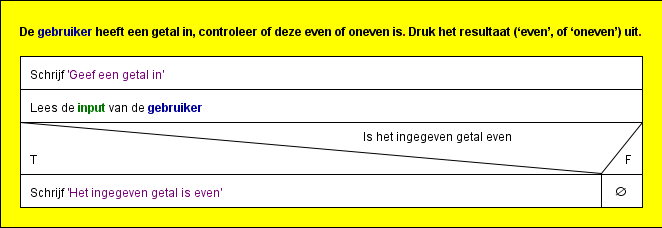 De gebruiker heeft een getal in, controleer of deze even of oneven is. Druk het resultaat (‘even’, of ‘oneven’) uit.
Schrijf 'Geef een getal in'
Lees de input van de gebruiker
Is het ingegeven getal even
T
F
Schrijf 'Het ingegeven getal is even'
∅